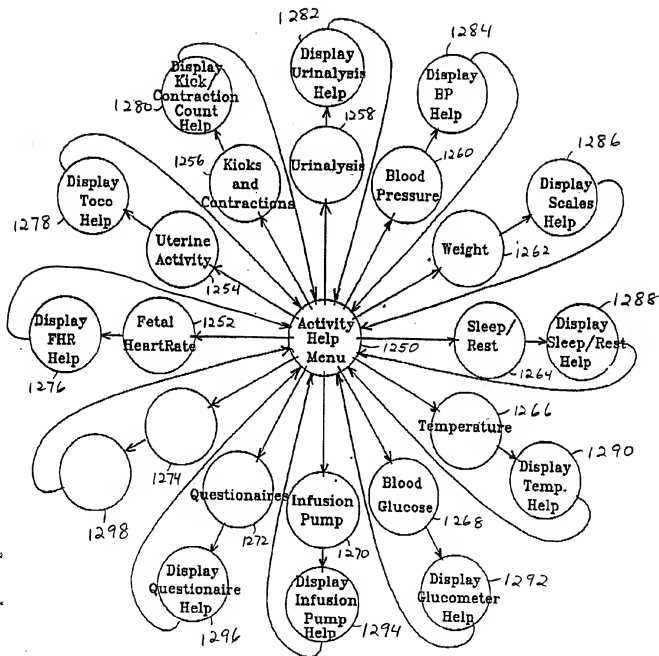 1282
Display
Urinalysis
Help
1284
Display
BP
Help
Display
Kick/
Contraction
Count
Help
1280
1258
Urinalysis
1256
Kicks
and
Contractions
Blood
Pressure
1260
1286
Display
Scales
Help
Display
Toco
Help
1278
Uterine
Activity
1254
Weight
1262
Display
FHR
Help
1276
Fetal
HeartRate
1252
Activity
Help
Menu
1250
Sleep/
Rest
1264
1288
Display
Sleep/Rest
Help
1266
Temperature
1290
Display
Temp.
Help
1274
1298
Questionaires
1272
Infusion
Pump
1270
Blood
Glucose
1268
Display
Questionaire
Help
1296
Display
Infusion
Pump
Help
1294
1292
Display
Glucometer
Help